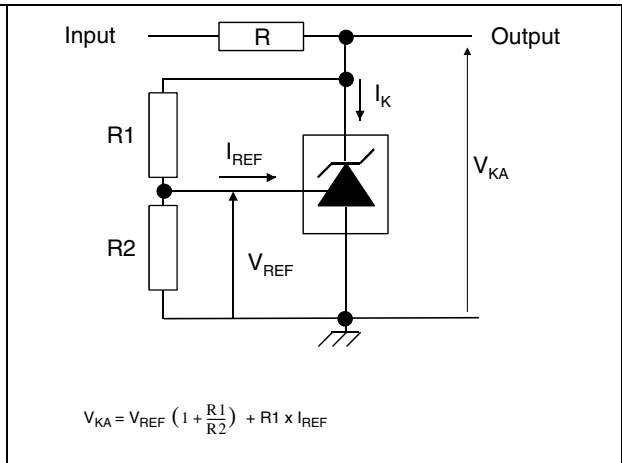 Input R Output
I_K
R1
I_REF
V_KA
R2
V_REF
V_KA = V_REF (1 + R1/R2) + R1 x I_REF